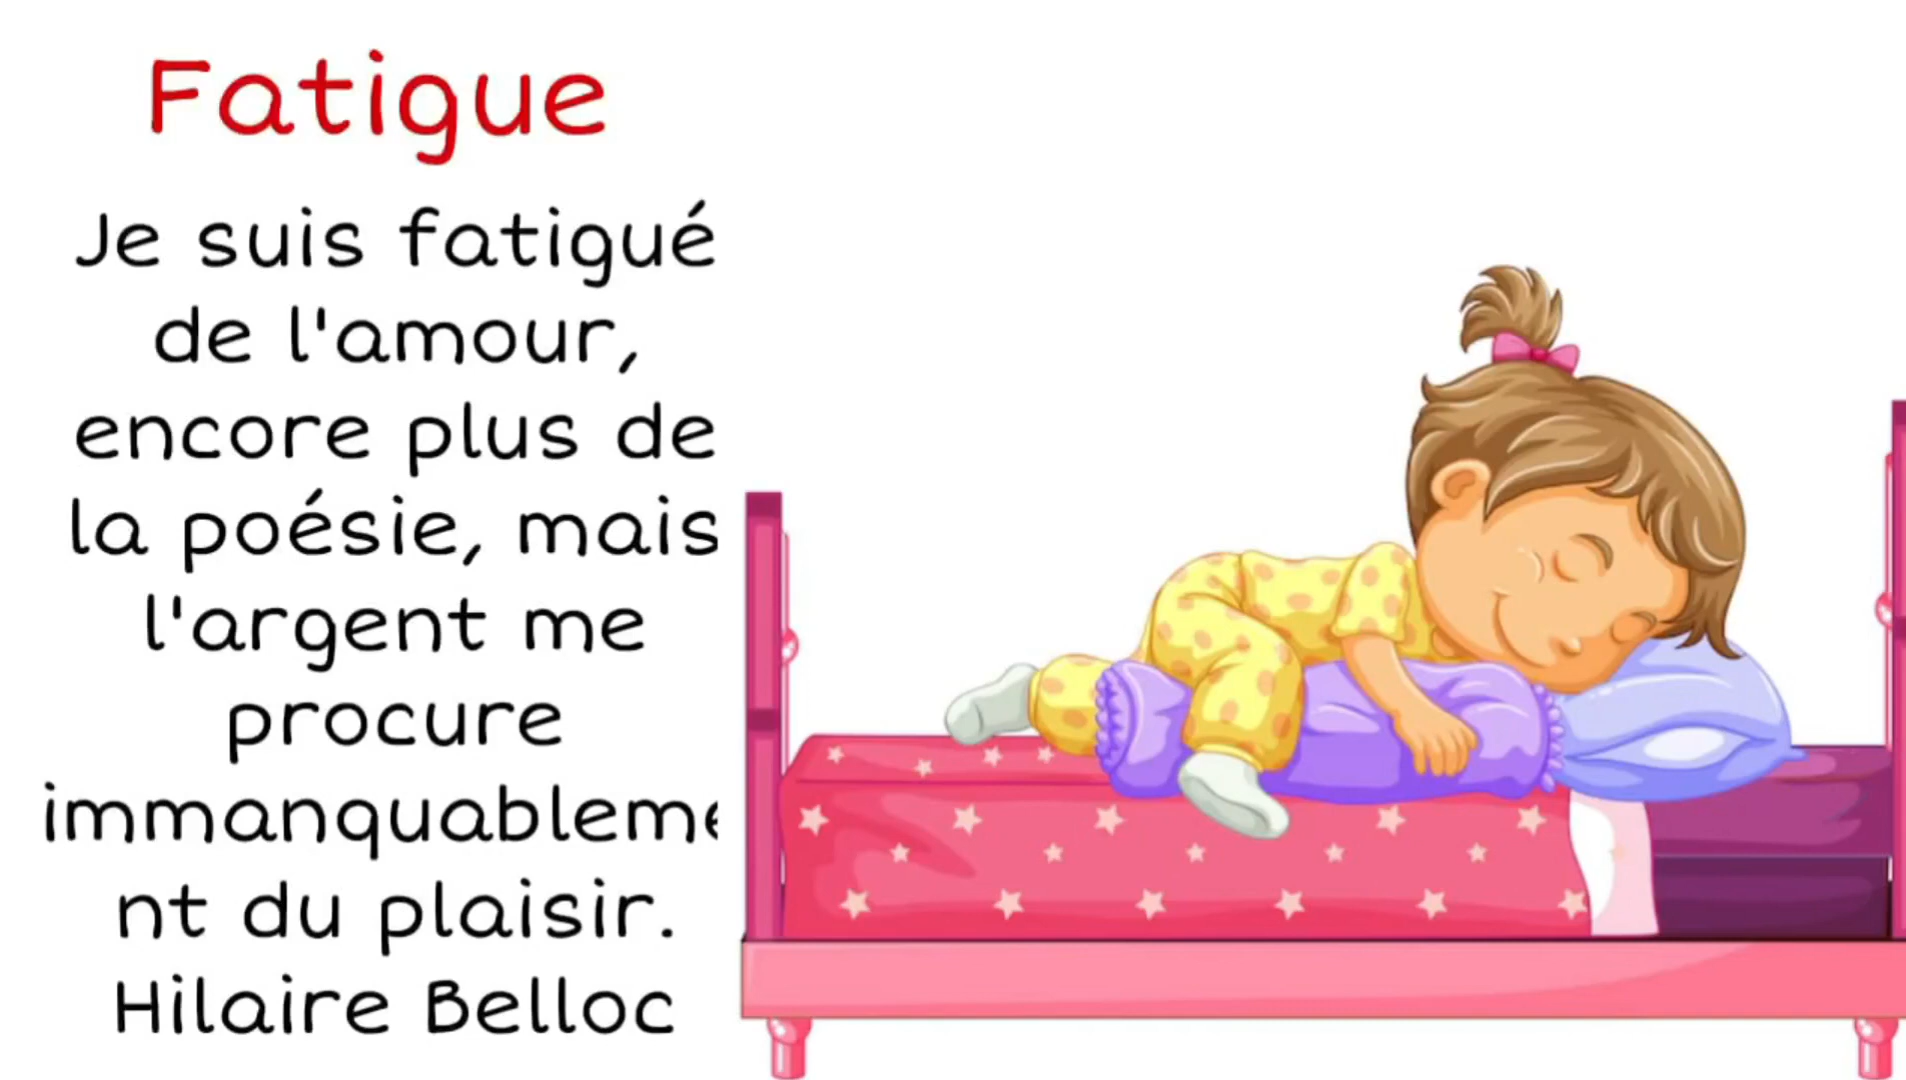 Fatigue
Je suis fatigué
de l'amour,
encore plus de
la poésie, mais
l'argent me
procure
immanquableme
nt du plaisir.
Hilaire Belloc